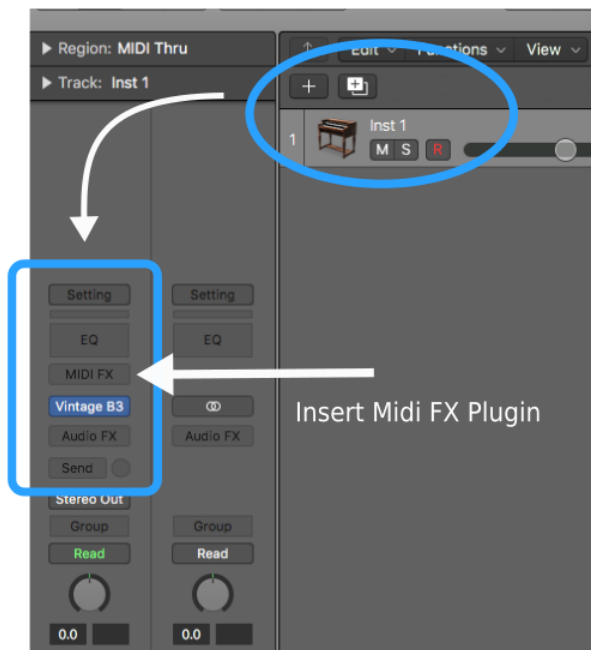 Region: MIDI Thru
Edit Functions View
Track: Inst 1
1 Inst 1
M S R
Setting Setting
EQ EQ
MIDI FX
Vintage B3
Insert Midi FX Plugin
Audio FX Audio FX
Send
Stereo Out
Group Group
Read Read
0.0 0.0